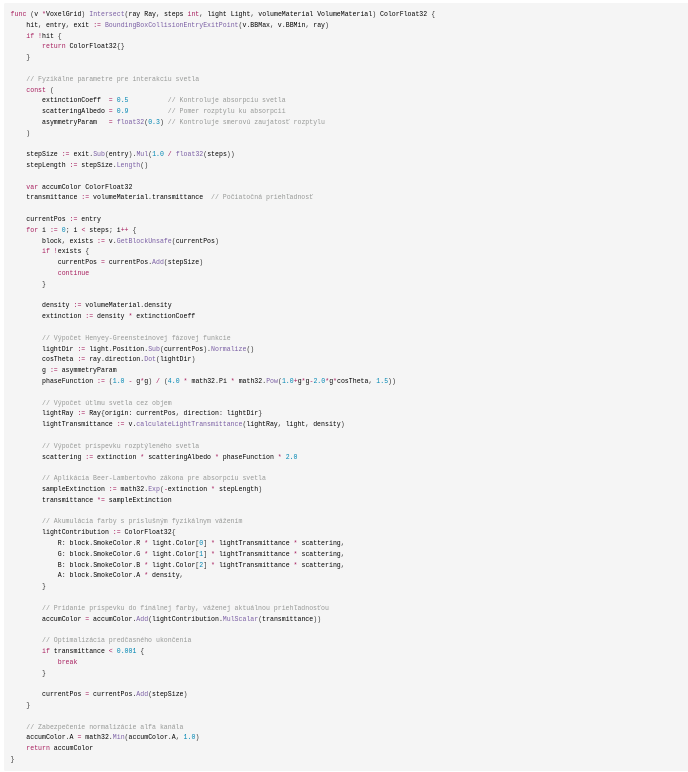 func (v *VoxelGrid) Intersect(ray Ray, steps int, light Light, volumeMaterial VolumeMaterial) ColorFloat32 {
    hit, entry, exit := BoundingBoxCollisionEntryExitPoint(v.BBMax, v.BBMin, ray)
    if !hit {
        return ColorFloat32{}
    }

    // Fyzikálne parametre pre interakciu svetla
    const (
        extinctionCoeff  = 0.5          // Kontroluje absorpciu svetla
        scatteringAlbedo = 0.9          // Pomer rozptylu ku absorpcii
        asymmetryParam   = float32(0.3) // Kontroluje smerovú zaujatosť rozptylu
    )

    stepSize := exit.Sub(entry).Mul(1.0 / float32(steps))
    stepLength := stepSize.Length()

    var accumColor ColorFloat32
    transmittance := volumeMaterial.transmittance  // Počiatočná priehľadnosť

    currentPos := entry
    for i := 0; i < steps; i++ {
        block, exists := v.GetBlockUnsafe(currentPos)
        if !exists {
            currentPos = currentPos.Add(stepSize)
            continue
        }

        density := volumeMaterial.density
        extinction := density * extinctionCoeff

        // Výpočet Henyey-Greensteinovej fázovej funkcie
        lightDir := light.Position.Sub(currentPos).Normalize()
        cosTheta := ray.direction.Dot(lightDir)
        g := asymmetryParam
        phaseFunction := (1.0 - g*g) / (4.0 * math32.Pi * math32.Pow(1.0+g*g-2.0*g*cosTheta, 1.5))

        // Výpočet útlmu svetla cez objem
        lightRay := Ray{origin: currentPos, direction: lightDir}
        lightTransmittance := v.calculateLightTransmittance(lightRay, light, density)

        // Výpočet príspevku rozptýleného svetla
        scattering := extinction * scatteringAlbedo * phaseFunction * 2.0

        // Aplikácia Beer-Lambertovho zákona pre absorpciu svetla
        sampleExtinction := math32.Exp(-extinction * stepLength)
        transmittance *= sampleExtinction

        // Akumulácia farby s príslušným fyzikálnym vážením
        lightContribution := ColorFloat32{
            R: block.SmokeColor.R * light.Color[0] * lightTransmittance * scattering,
            G: block.SmokeColor.G * light.Color[1] * lightTransmittance * scattering,
            B: block.SmokeColor.B * light.Color[2] * lightTransmittance * scattering,
            A: block.SmokeColor.A * density,
        }

        // Pridanie príspevku do finálnej farby, váženej aktuálnou priehľadnosťou
        accumColor = accumColor.Add(lightContribution.MulScalar(transmittance))

        // Optimalizácia predčasného ukončenia
        if transmittance < 0.001 {
            break
        }

        currentPos = currentPos.Add(stepSize)
    }

    // Zabezpečenie normalizácie alfa kanála
    accumColor.A = math32.Min(accumColor.A, 1.0)
    return accumColor
}